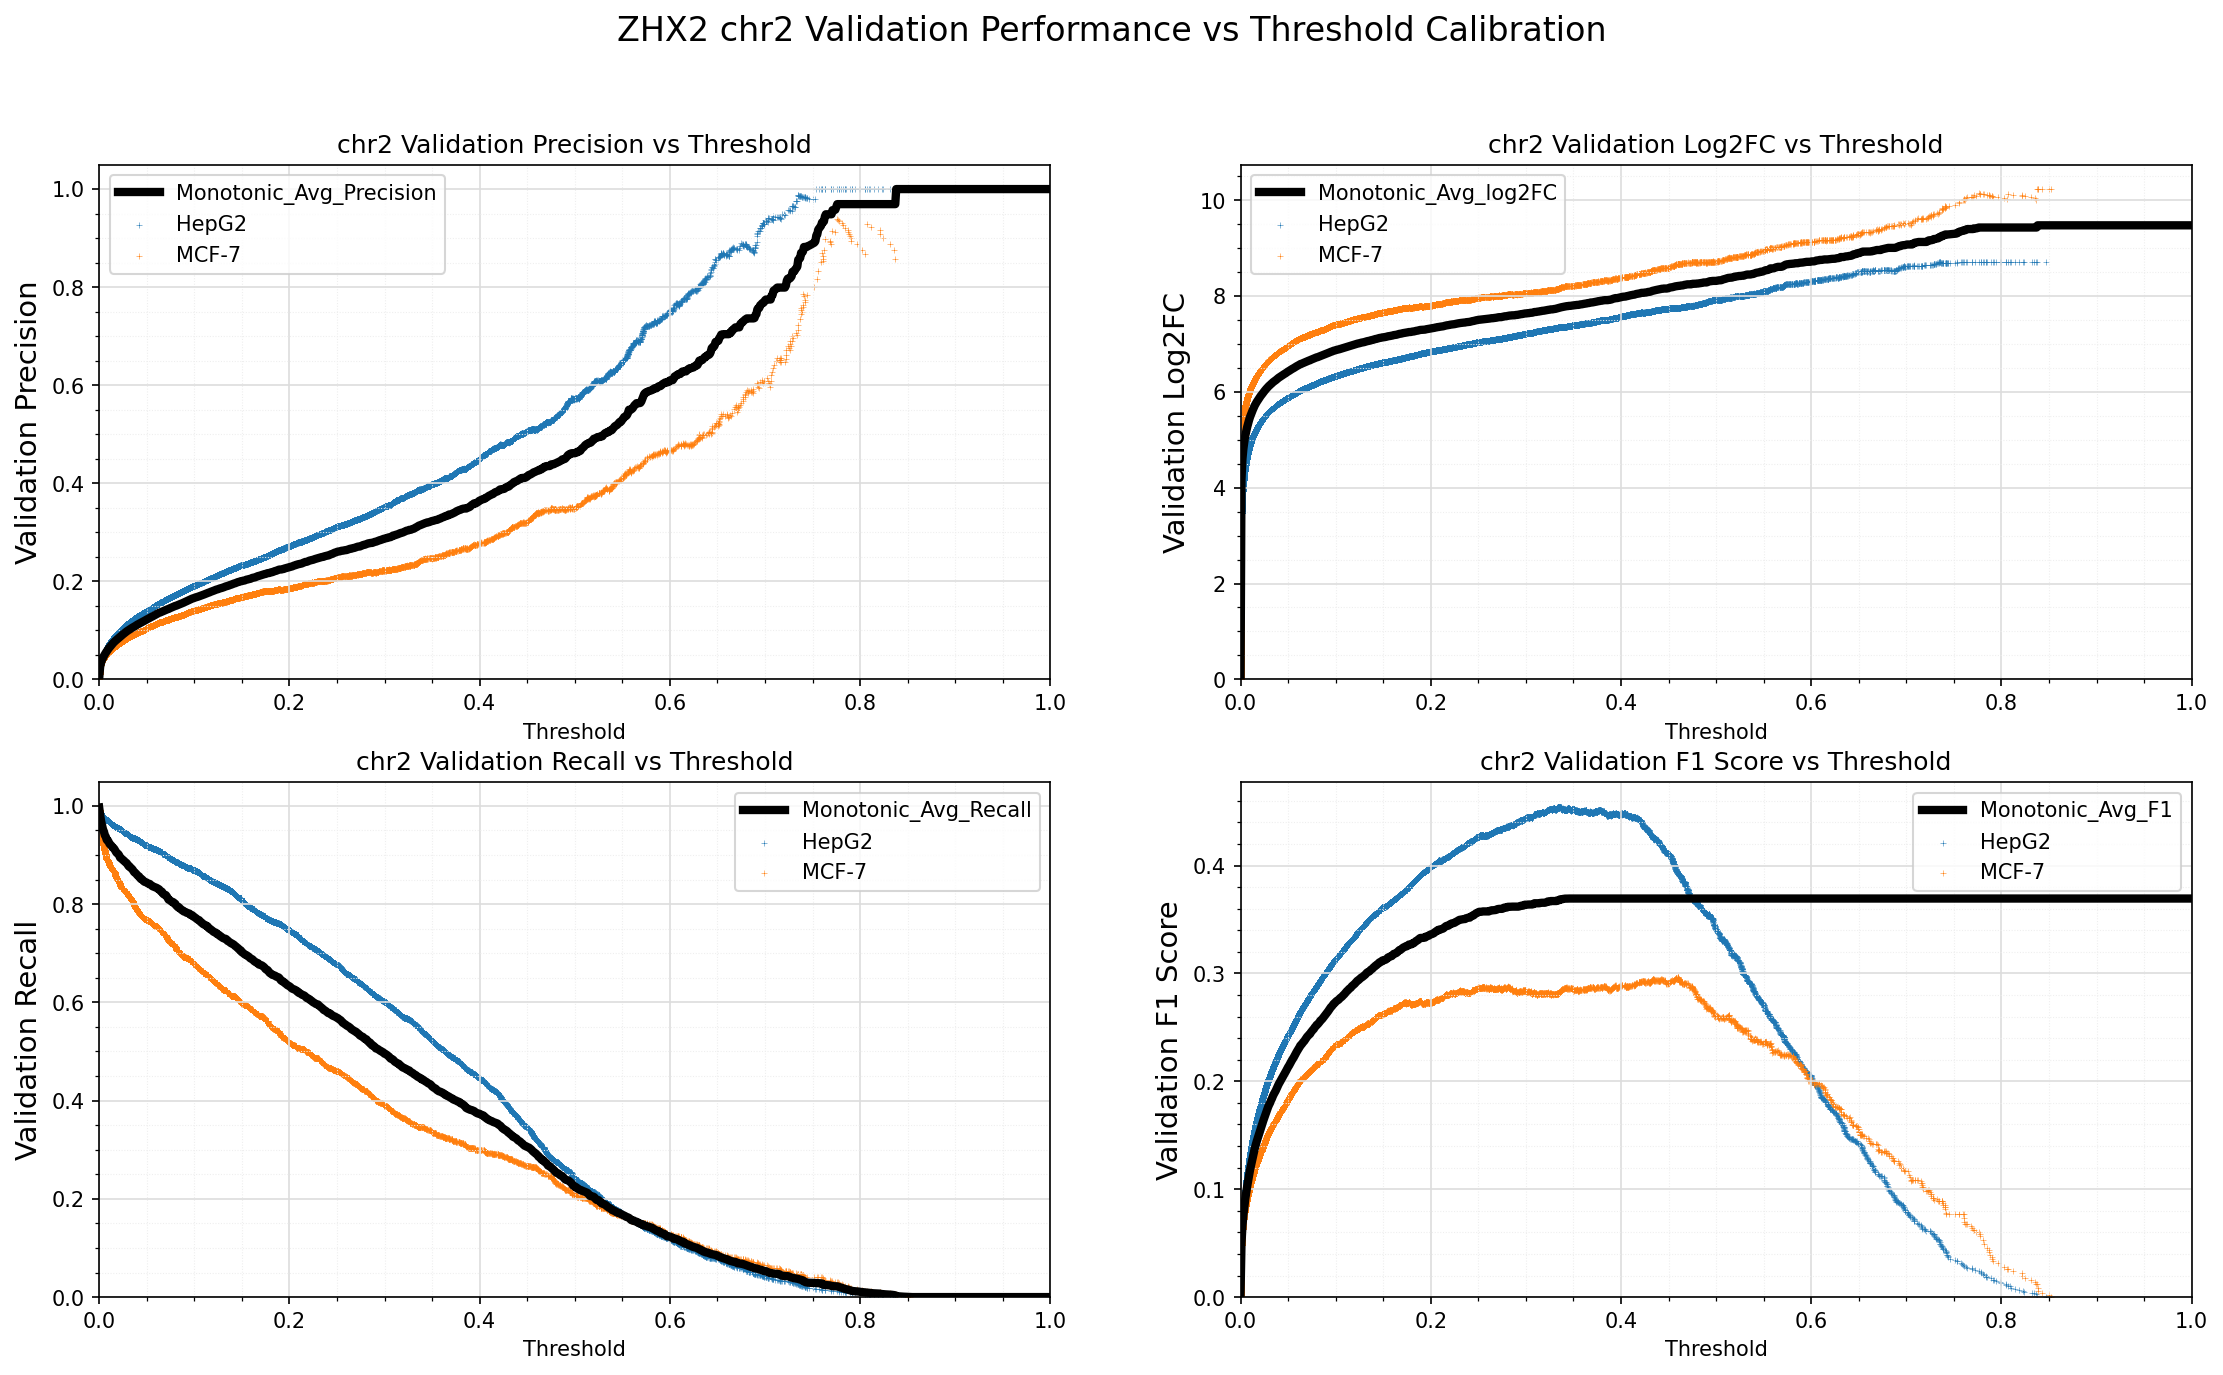 ZHX2 chr2 Validation Performance vs Threshold Calibration
chr2 Validation Precision vs Threshold
Validation Precision
1.0
0.8
0.6
0.4
0.2
0.0
Monotonic_Avg_Precision
HepG2
MCF-7
0.0 0.2 0.4 0.6 0.8 1.0
Threshold
chr2 Validation Log2FC vs Threshold
Validation Log2FC
10
8
6
4
2
0
Monotonic_Avg_log2FC
HepG2
MCF-7
0.0 0.2 0.4 0.6 0.8 1.0
Threshold
chr2 Validation Recall vs Threshold
Validation Recall
1.0
0.8
0.6
0.4
0.2
0.0
Monotonic_Avg_Recall
HepG2
MCF-7
0.0 0.2 0.4 0.6 0.8 1.0
Threshold
chr2 Validation F1 Score vs Threshold
Validation F1 Score
0.4
0.3
0.2
0.1
0.0
Monotonic_Avg_F1
HepG2
MCF-7
0.0 0.2 0.4 0.6 0.8 1.0
Threshold